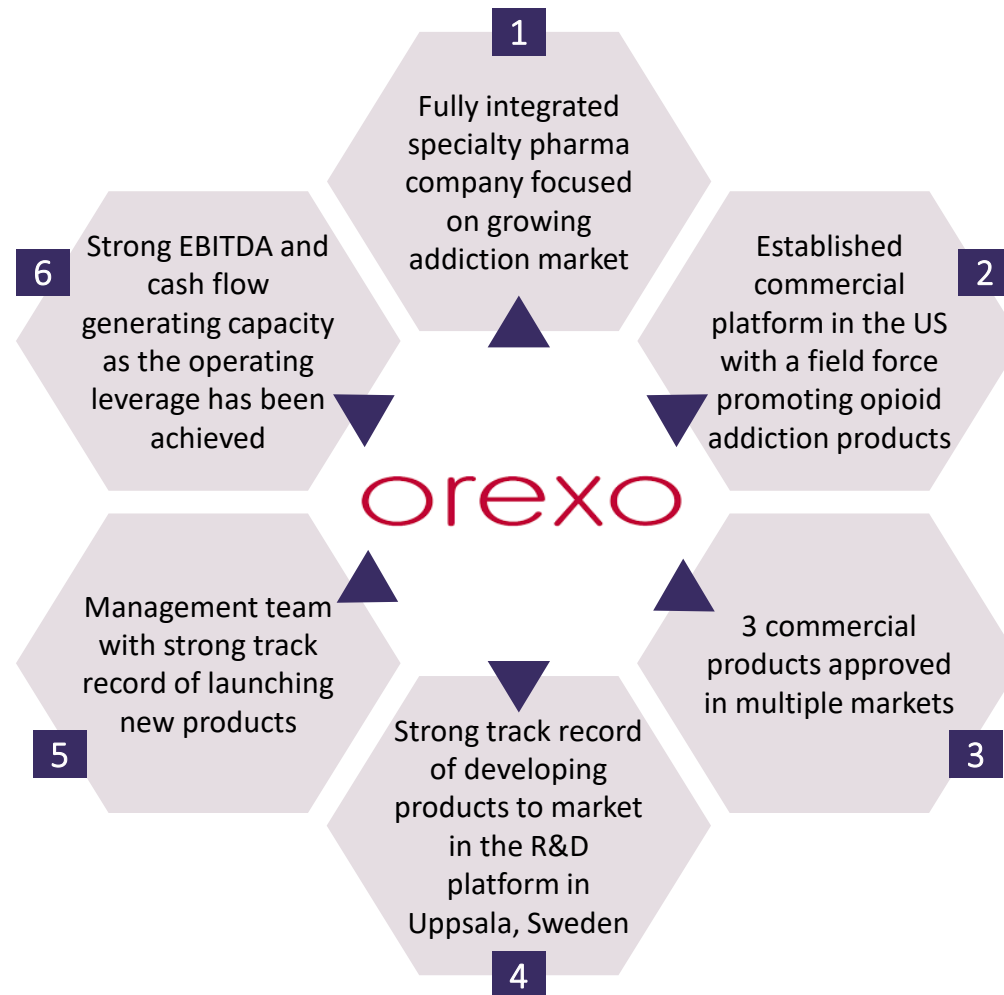 1
Fully integrated
specialty pharma
company focused
on growing
addiction market
2
Established
commercial
platform in the US
with a field force
promoting opioid
addiction products
3 commercial
products approved
in multiple markets
3
Strong track record
of developing
products to market
in the R&D
platform in
Uppsala, Sweden
4
Management team
with strong track
record of launching
new products
5
6
Strong EBITDA and
cash flow
generating capacity
as the operating
leverage has been
achieved
orexo